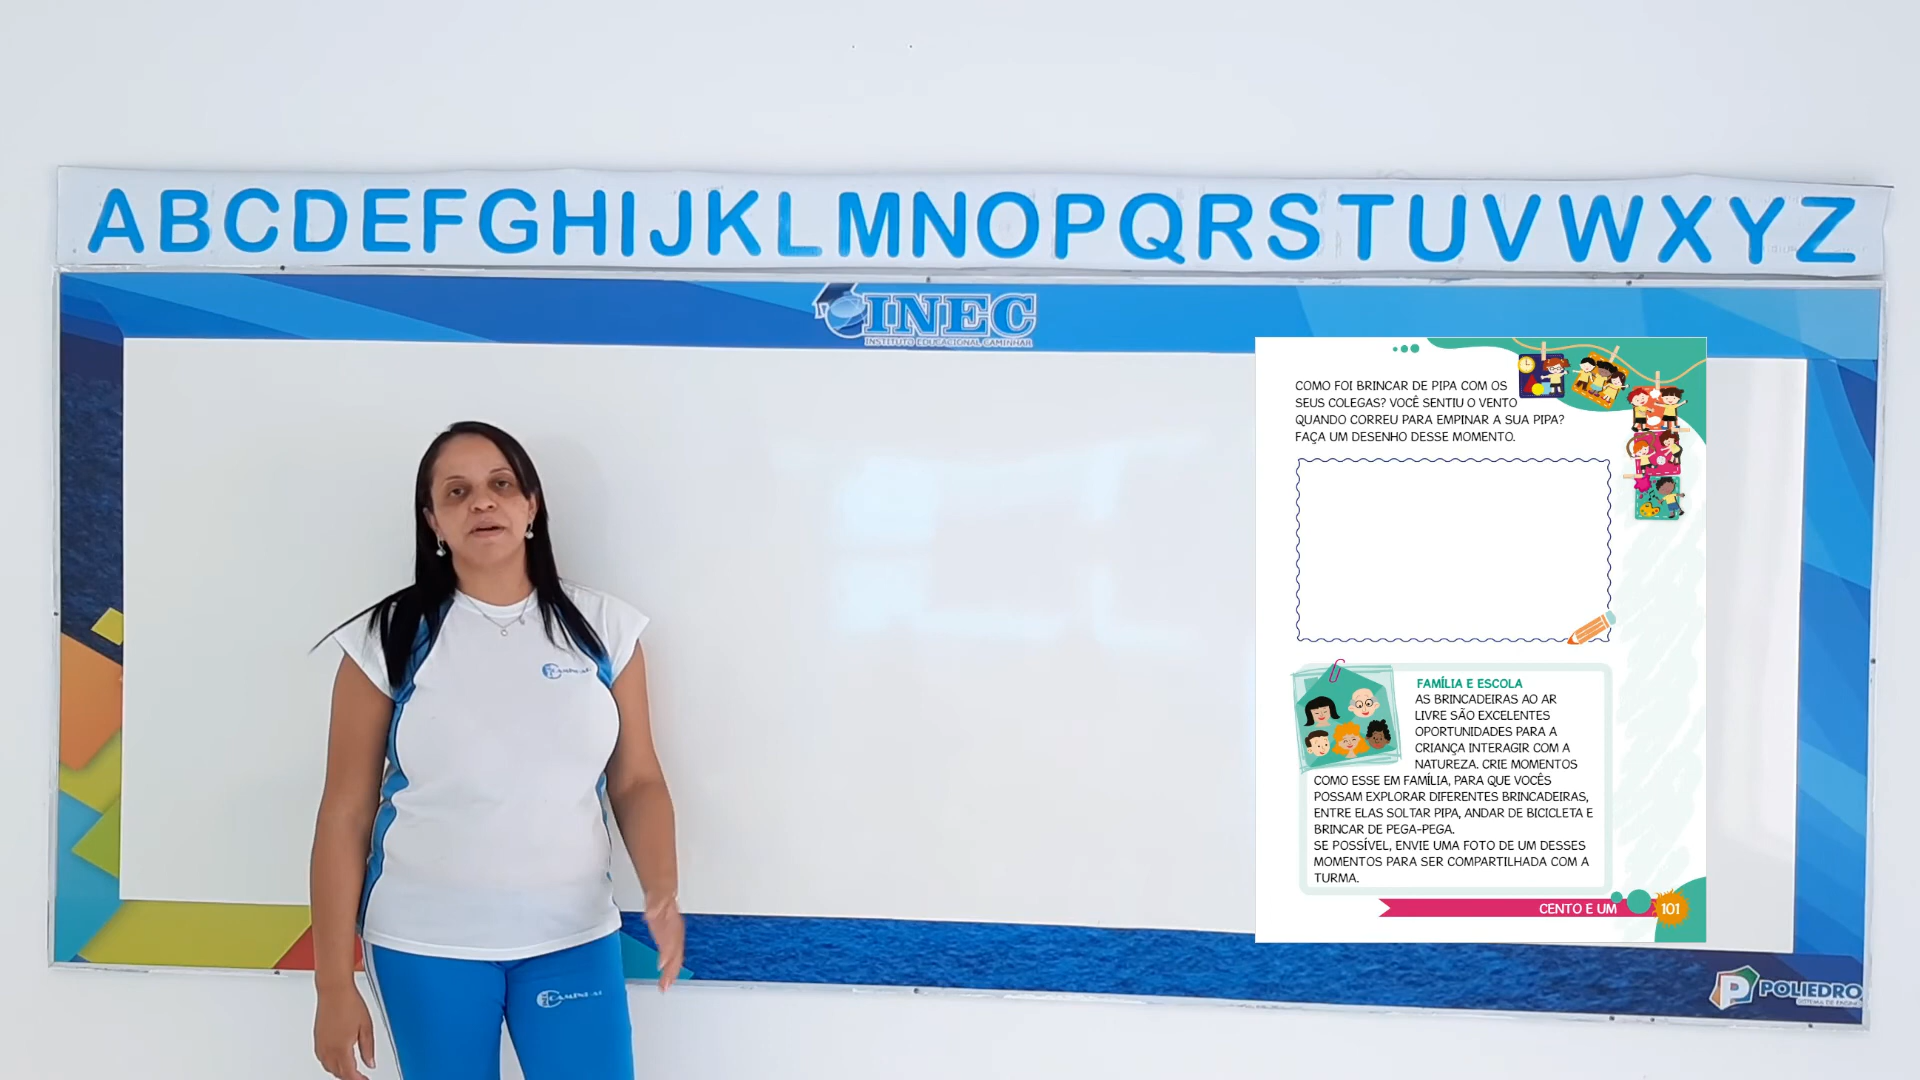 ABCDEFGHIJKLMNOPQRSTUVWXYZ
INEC
INSTITUTO EDUCACIONAL CAMINHAR
COMO FOI BRINCAR DE PIPA COM OS
SEUS COLEGAS? VOCÊ SENTIU O VENTO
QUANDO CORREU PARA EMPINAR A SUA PIPA?
FAÇA UM DESENHO DESSE MOMENTO.
FAMÍLIA E ESCOLA
AS BRINCADEIRAS AO AR
LIVRE SÃO EXCELENTES
OPORTUNIDADES PARA A
CRIANÇA INTERAGIR COM A
NATUREZA. CRIE MOMENTOS
COMO ESSE EM FAMÍLIA, PARA QUE VOCÊS
POSSAM EXPLORAR DIFERENTES BRINCADEIRAS,
ENTRE ELAS SOLTAR PIPA, ANDAR DE BICICLETA E
BRINCAR DE PEGA-PEGA.
SE POSSÍVEL, ENVIE UMA FOTO DE UM DESSES
MOMENTOS PARA SER COMPARTILHADA COM A
TURMA.
CENTO E UM 101
POLIEDRO